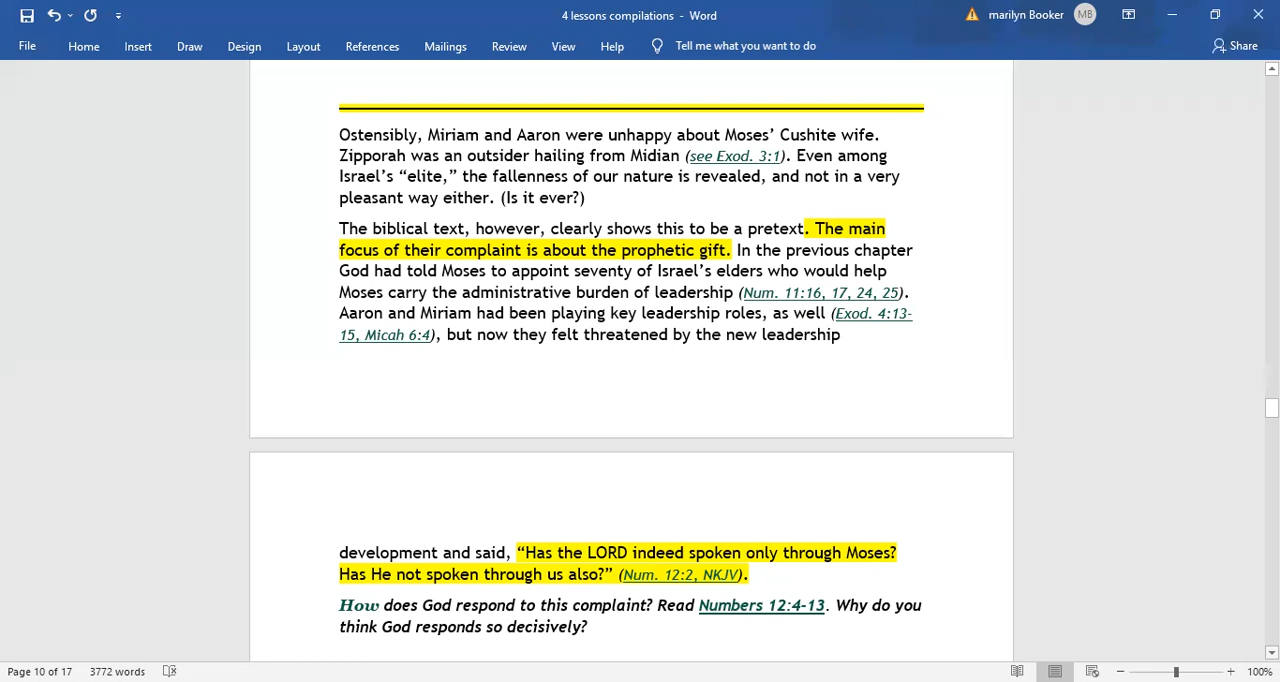 4 lessons compilations - Word
marilyn Booker
MB
File Home Insert Draw Design Layout References Mailings Review View Help Tell me what you want to do Share
Ostensibly, Miriam and Aaron were unhappy about Moses’ Cushite wife.
Zipporah was an outsider hailing from Midian (see Exod. 3:1). Even among
Israel’s “elite,” the fallenness of our nature is revealed, and not in a very
pleasant way either. (Is it ever?)
The biblical text, however, clearly shows this to be a pretext. The main
focus of their complaint is about the prophetic gift. In the previous chapter
God had told Moses to appoint seventy of Israel’s elders who would help
Moses carry the administrative burden of leadership (Num. 11:16, 17, 24, 25).
Aaron and Miriam had been playing key leadership roles, as well (Exod. 4:13-
15, Micah 6:4), but now they felt threatened by the new leadership
development and said, “Has the LORD indeed spoken only through Moses?
Has He not spoken through us also?” (Num. 12:2, NKJV).
How does God respond to this complaint? Read Numbers 12:4-13. Why do you
think God responds so decisively?
Page 10 of 17 3772 words 100%